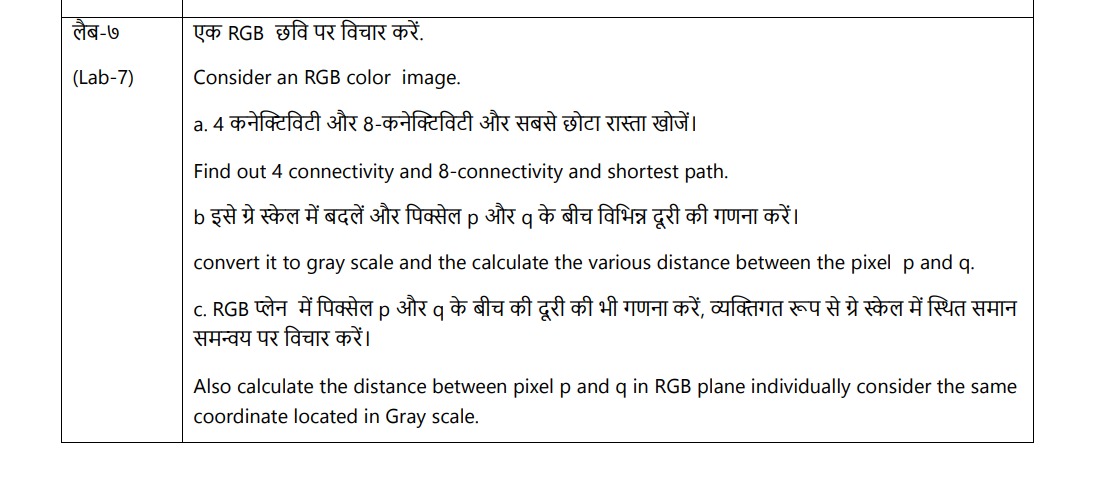 लैब-७
(Lab-7)
एक RGB छवि पर विचार करें.
Consider an RGB color image.
a. 4 कनेक्टिविटी और 8-कनेक्टिविटी और सबसे छोटा रास्ता खोजें।
Find out 4 connectivity and 8-connectivity and shortest path.
b इसे ग्रे स्केल में बदलें और पिक्सेल p और q के बीच विभिन्न दूरी की गणना करें।
convert it to gray scale and the calculate the various distance between the pixel p and q.
c. RGB प्लेन में पिक्सेल p और q के बीच की दूरी की भी गणना करें, व्यक्तिगत रूप से ग्रे स्केल में स्थित समान
समन्वय पर विचार करें।
Also calculate the distance between pixel p and q in RGB plane individually consider the same
coordinate located in Gray scale.